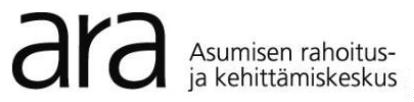 ara
Asumisen rahoitus-
ja kehittämiskeskus